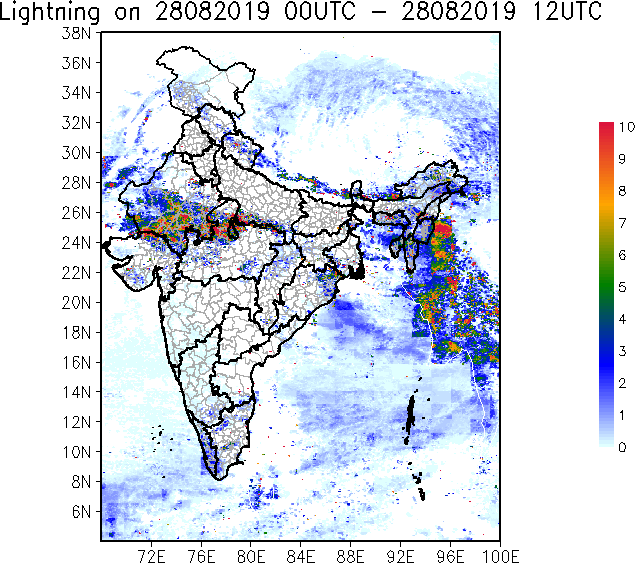 Lightning on 28082019 00UTC – 28082019 12UTC
38N
36N
34N
32N
30N
28N
26N
24N
22N
20N
18N
16N
14N
12N
10N
8N
6N
72E 76E 80E 84E 88E 92E 96E 100E
10
9
8
7
6
5
4
3
2
1
0